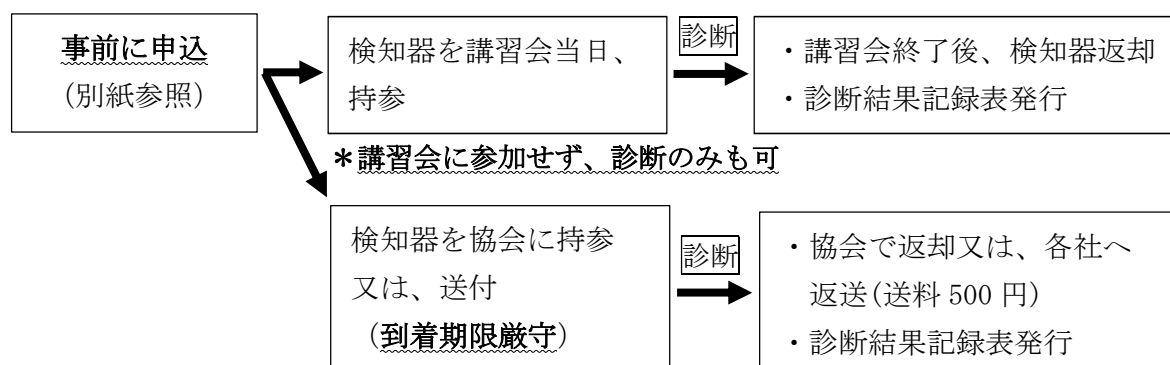 事前に申込
(別紙参照)
検知器を講習会当日、
持参
診断
・講習会終了後、検知器返却
・診断結果記録表発行
＊講習会に参加せず、診断のみも可
検知器を協会に持参
又は、送付
(到着期限厳守)
診断
・協会で返却又は、各社へ
返送(送料 500 円)
・診断結果記録表発行